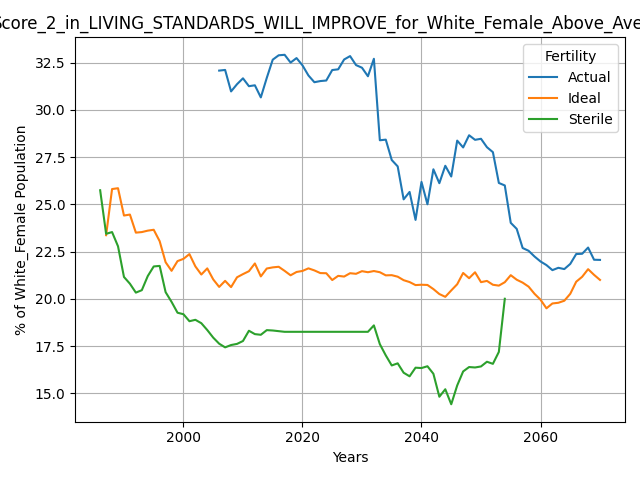 Score_2_in_LIVING_STANDARDS_WILL_IMPROVE_for_White_Female_Above_Ave
Fertility
Actual
Ideal
Sterile
% of White_Female Population
32.5
30.0
27.5
25.0
22.5
20.0
17.5
15.0
2000
2020
2040
2060
Years